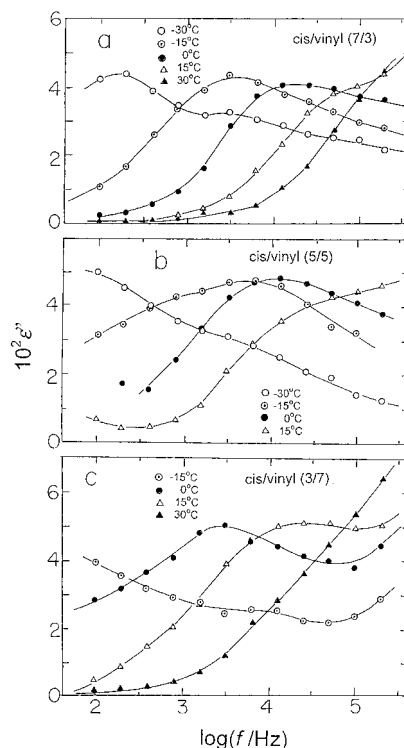 6
4
2
0
a
-30°C
-15°C
0°C
15°C
30°C
cis/vinyl (7/3)
10²ε"
4
2
0
b
cis/vinyl (5/5)
-30°C
-15°C
0°C
15°C
6
4
2
0
C
-15°C
0°C
15°C
30°C
cis/vinyl (3/7)
2
3
4
5
log(f /Hz)